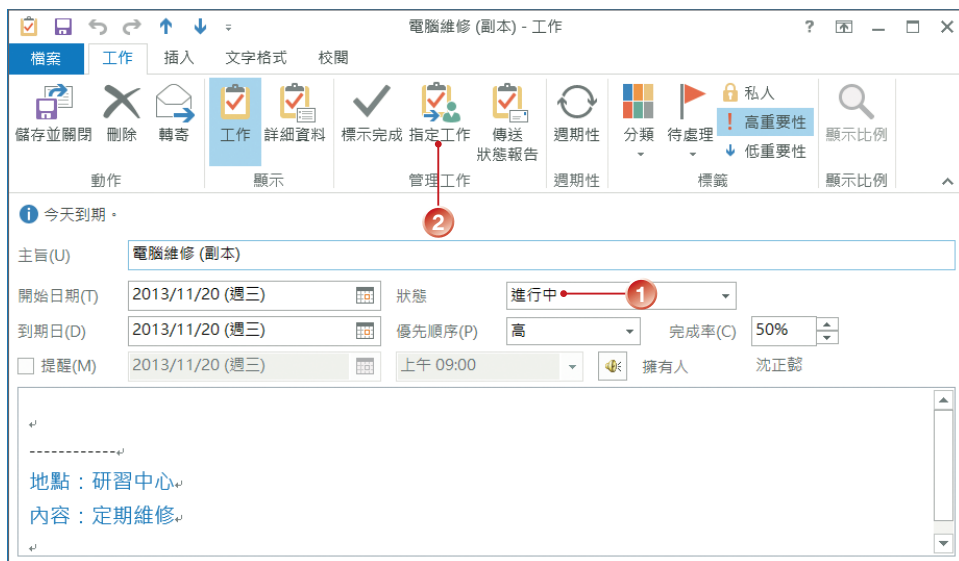 電腦維修 (副本) - 工作
?
檔案 工作 插入 文字格式 校閱
儲存並關閉 刪除 轉寄 工作 詳細資料 標示完成 指定工作 傳送 狀態報告 週期性 分類 待處理 私人 高重要性 低重要性 顯示比例
動作 顯示 管理工作 週期性 標籤 顯示比例
今天到期。
2
主旨(U) 電腦維修 (副本)
開始日期(T) 2013/11/20 (週三) 狀態 進行中 1
到期日(D) 2013/11/20 (週三) 優先順序(P) 高 完成率(C) 50%
提醒(M) 2013/11/20 (週三) 上午 09:00 擁有人 沈正懿
------------
地點：研習中心
內容：定期維修